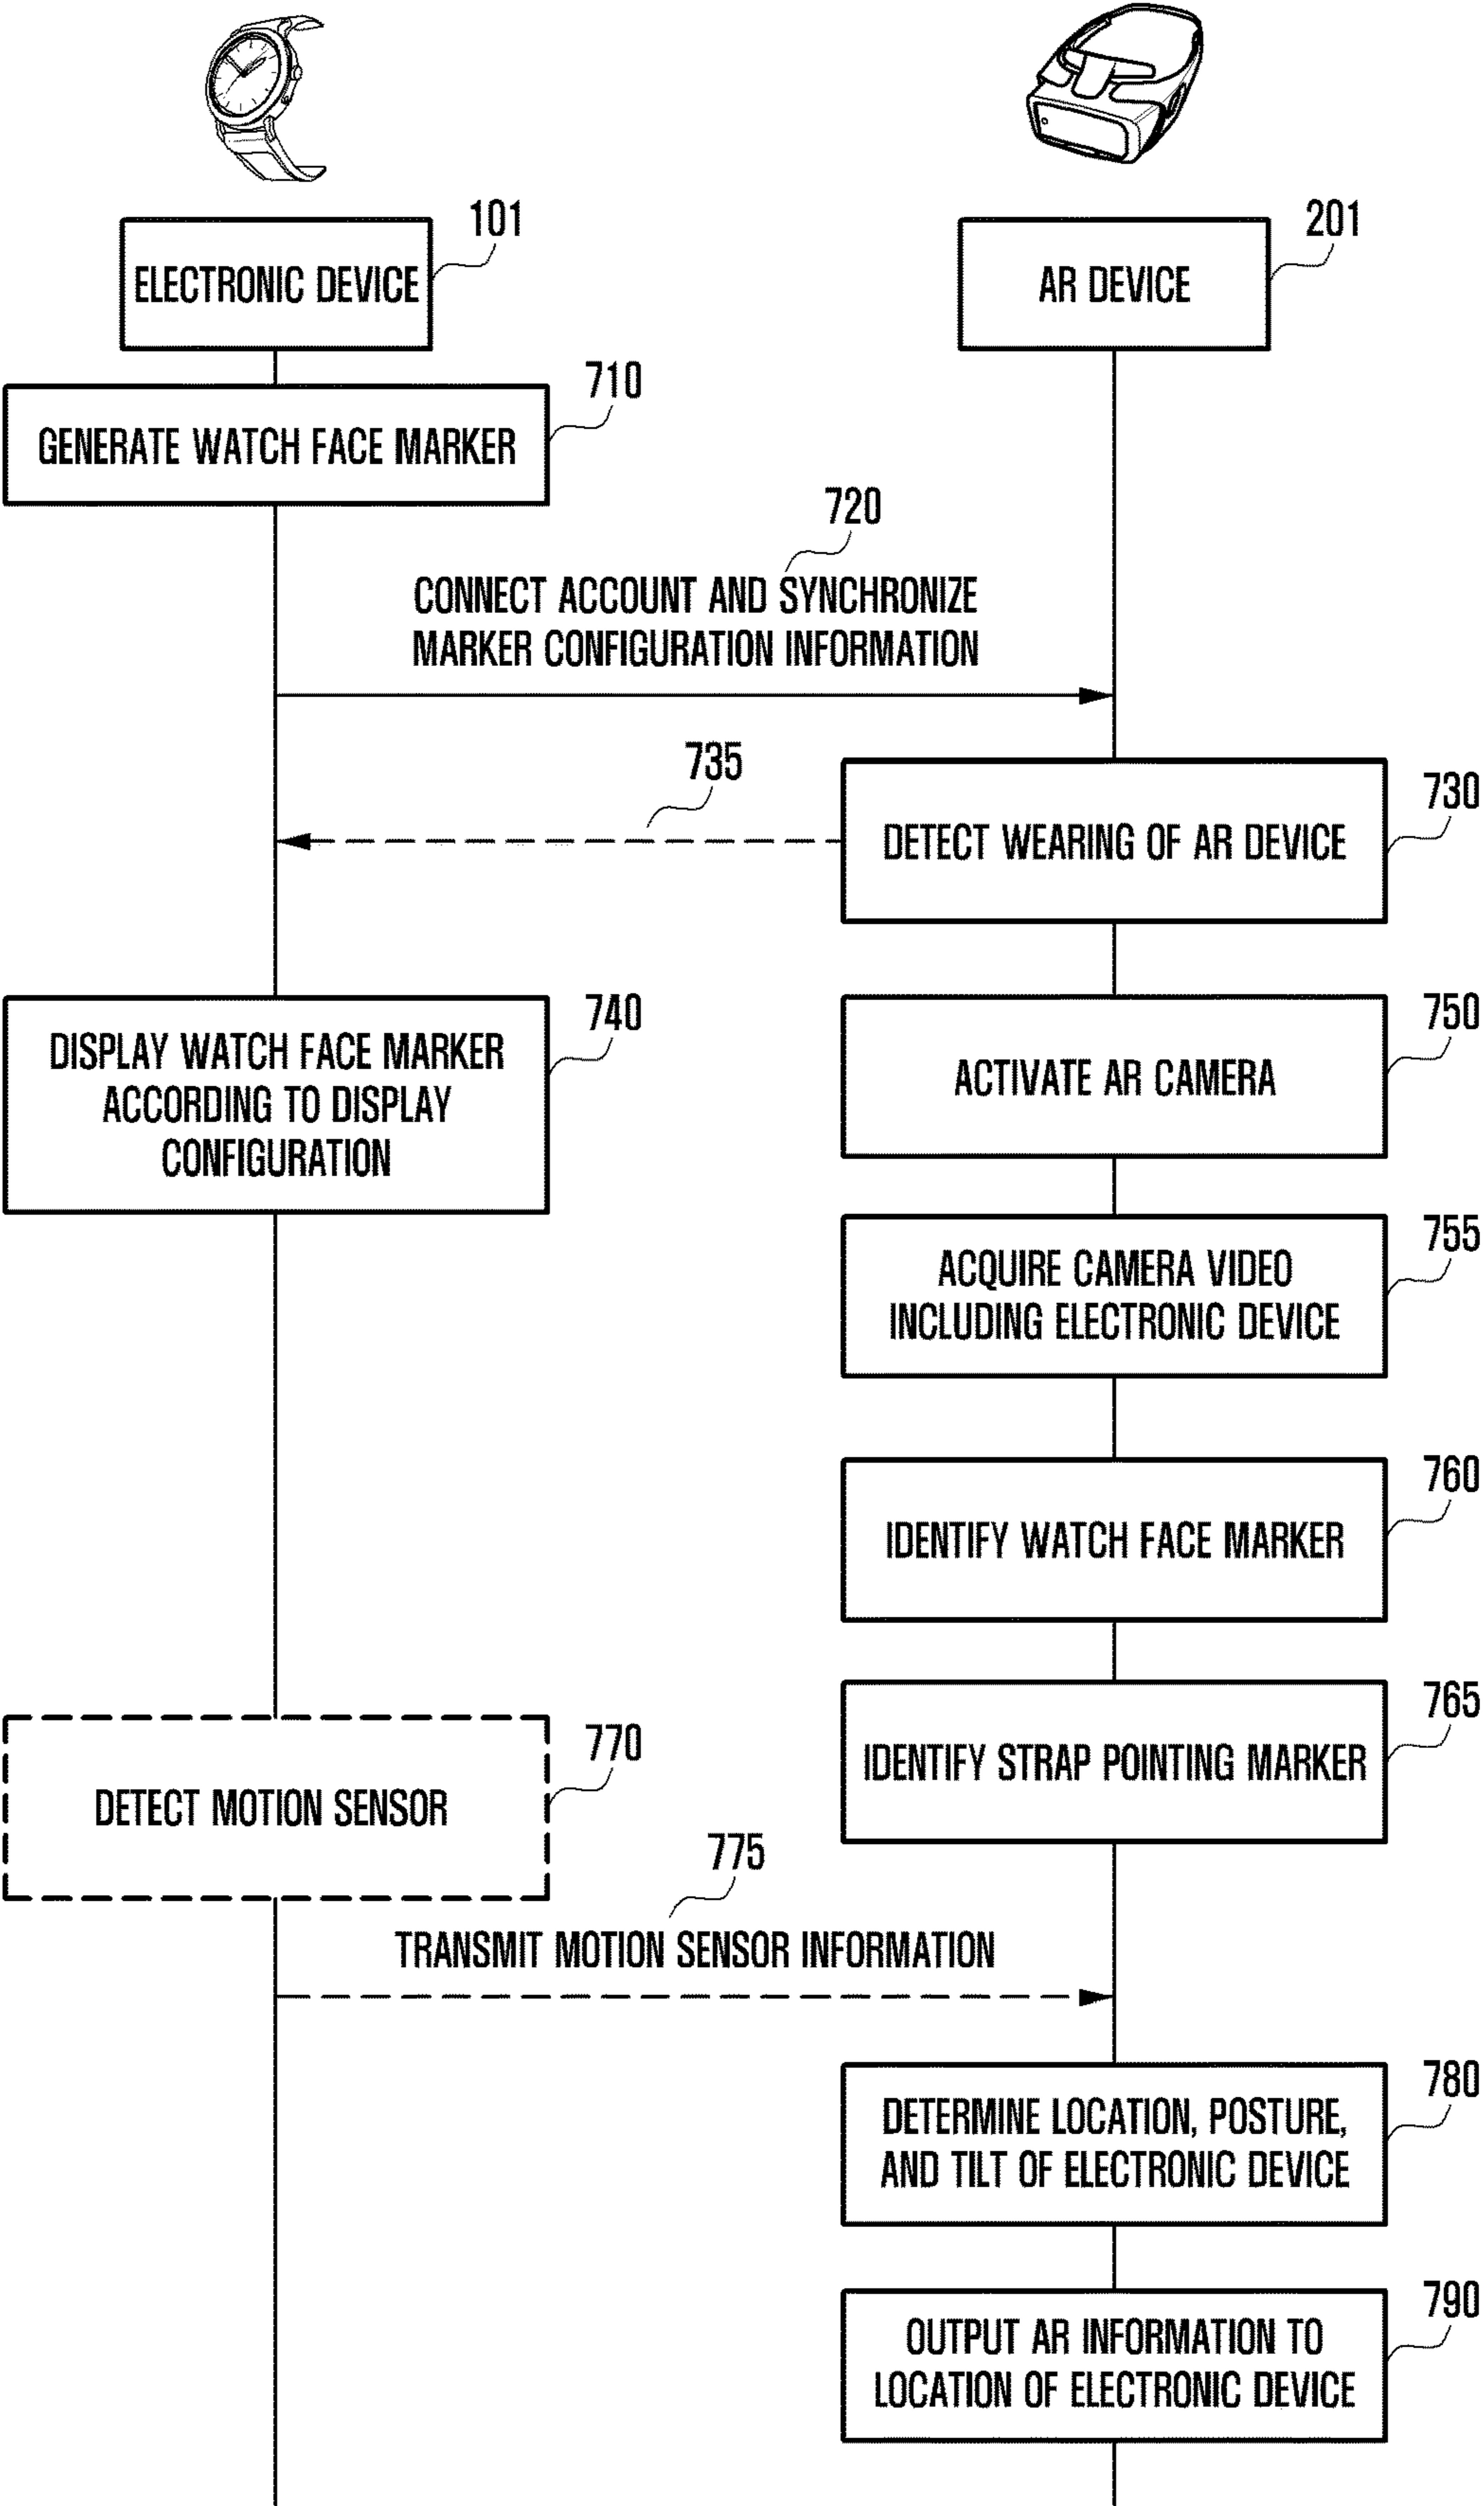 101
ELECTRONIC DEVICE
201
AR DEVICE
710
GENERATE WATCH FACE MARKER
720
CONNECT ACCOUNT AND SYNCHRONIZE
MARKER CONFIGURATION INFORMATION
735
730
DETECT WEARING OF AR DEVICE
740
DISPLAY WATCH FACE MARKER
ACCORDING TO DISPLAY
CONFIGURATION
750
ACTIVATE AR CAMERA
755
ACQUIRE CAMERA VIDEO
INCLUDING ELECTRONIC DEVICE
760
IDENTIFY WATCH FACE MARKER
765
IDENTIFY STRAP POINTING MARKER
770
DETECT MOTION SENSOR
775
TRANSMIT MOTION SENSOR INFORMATION
780
DETERMINE LOCATION, POSTURE,
AND TILT OF ELECTRONIC DEVICE
790
OUTPUT AR INFORMATION TO
LOCATION OF ELECTRONIC DEVICE